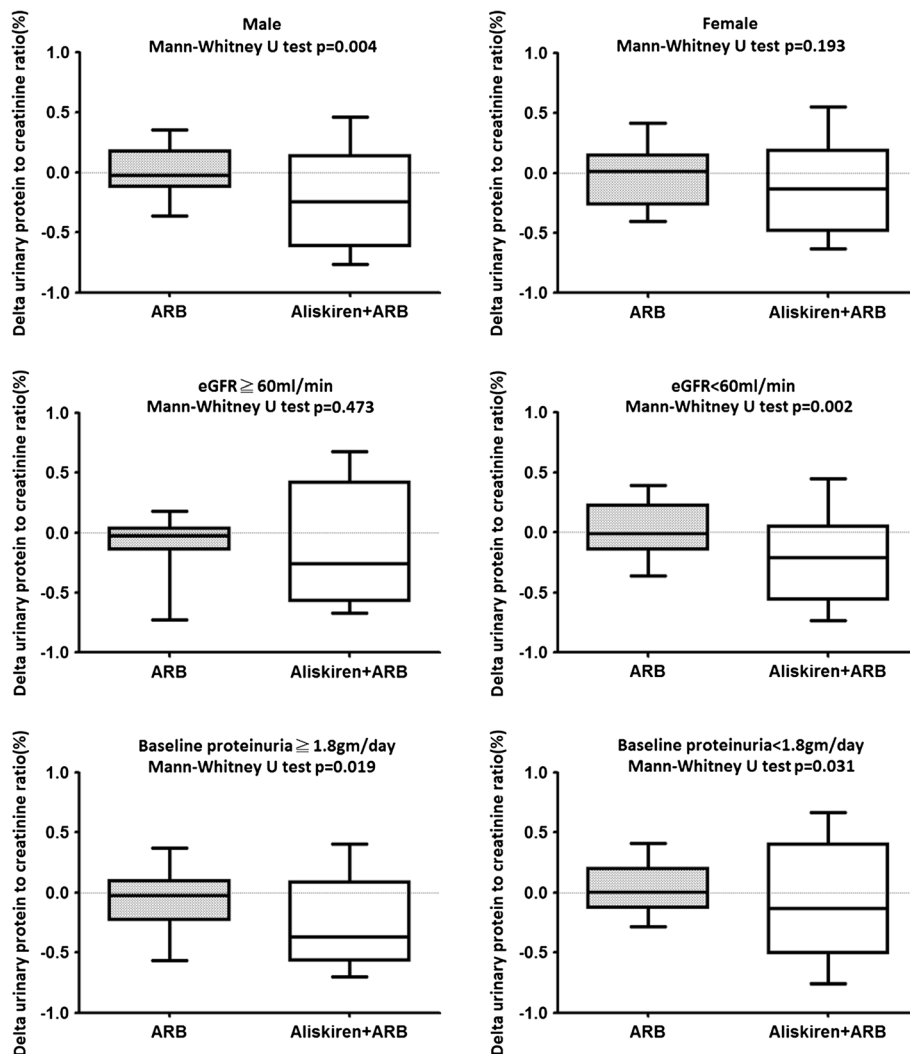 Male
Mann-Whitney U test p=0.004
Delta urinary protein to creatinine ratio(%)
1.0
0.5
0.0
-0.5
-1.0
ARB
Aliskiren+ARB
Female
Mann-Whitney U test p=0.193
Delta urinary protein to creatinine ratio(%)
1.0
0.5
0.0
-0.5
-1.0
ARB
Aliskiren+ARB
eGFR ≧ 60ml/min
Mann-Whitney U test p=0.473
Delta urinary protein to creatinine ratio(%)
1.0
0.5
0.0
-0.5
-1.0
ARB
Aliskiren+ARB
eGFR<60ml/min
Mann-Whitney U test p=0.002
Delta urinary protein to creatinine ratio(%)
1.0
0.5
0.0
-0.5
-1.0
ARB
Aliskiren+ARB
Baseline proteinuria ≧ 1.8gm/day
Mann-Whitney U test p=0.019
Delta urinary protein to creatinine ratio(%)
1.0
0.5
0.0
-0.5
-1.0
ARB
Aliskiren+ARB
Baseline proteinuria<1.8gm/day
Mann-Whitney U test p=0.031
Delta urinary protein to creatinine ratio(%)
1.0
0.5
0.0
-0.5
-1.0
ARB
Aliskiren+ARB